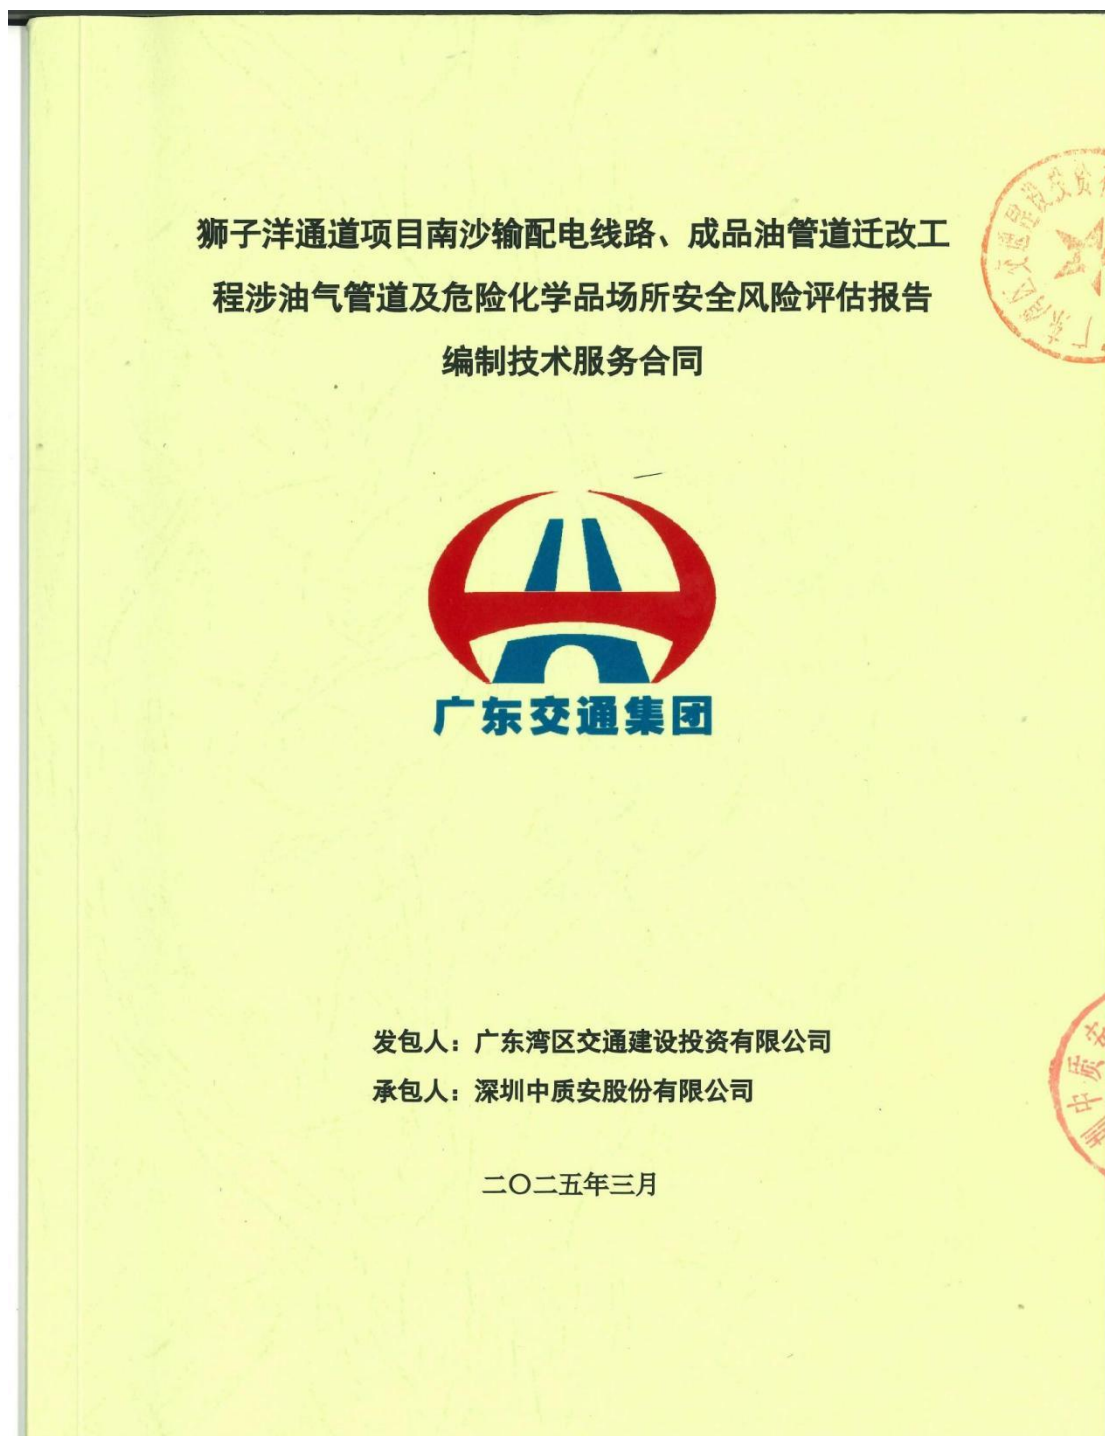 狮子洋通道项目南沙输配电线路、成品油管道迁改工
程涉油气管道及危险化学品场所安全风险评估报告
编制技术服务合同
广东交通集团
发包人：广东湾区交通建设投资有限公司
承包人：深圳中质安股份有限公司
二〇二五年三月